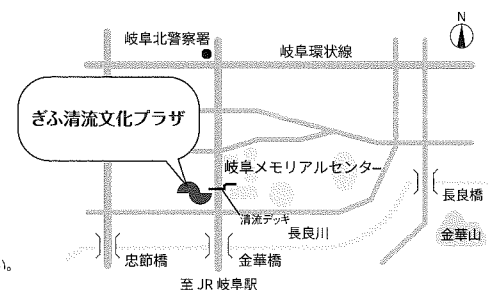 N
岐阜北警察署
岐阜環状線
ぎふ清流文化プラザ
岐阜メモリアルセンター
長良橋
清流デッキ
長良川
金華山
忠節橋
金華橋
い。
至 JR 岐阜駅